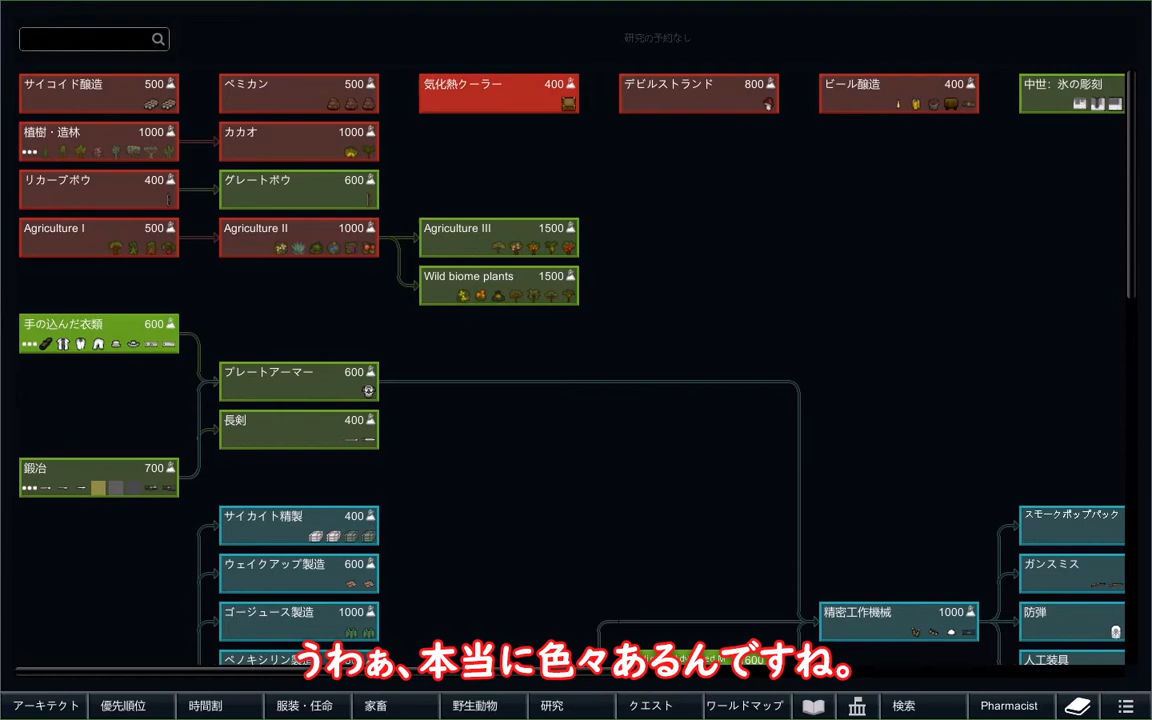 研究の予約なし
サイコイド醸造 500
ペミカン 500
気化熱クーラー 400
デビルストランド 800
ビール醸造 400
中世：氷の彫刻
植樹・造林 1000
カカオ 1000
リカーブボウ 400
グレートボウ 600
Agriculture I 500
Agriculture II 1000
Agriculture III 1500
Wild biome plants 1500
手の込んだ衣類 600
プレートアーマー 600
長剣 400
鍛冶 700
サイカイト精製 400
スモークポップパック
ウェイクアップ製造 600
ガンスミス
ゴージュース製造 1000
精密工作機械 1000
防弾
ペノキシリン製
600
人工装具
うわぁ、本当に色々あるんですね。
アーキテクト 優先順位 時間割 服装・任命 家畜 野生動物 研究 クエスト ワールドマップ 検索 Pharmacist